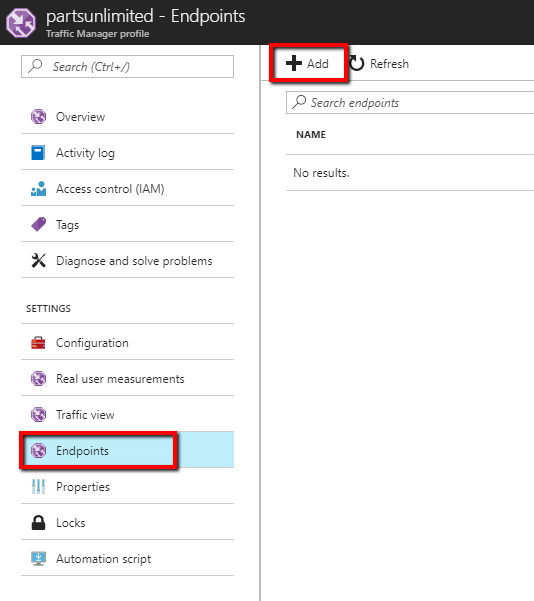 partsunlimited - Endpoints
Traffic Manager profile
Search (Ctrl+/)
Overview
Activity log
Access control (IAM)
Tags
Diagnose and solve problems
SETTINGS
Configuration
Real user measurements
Traffic view
Endpoints
Properties
Locks
Automation script
Add
Refresh
Search endpoints
NAME
No results.